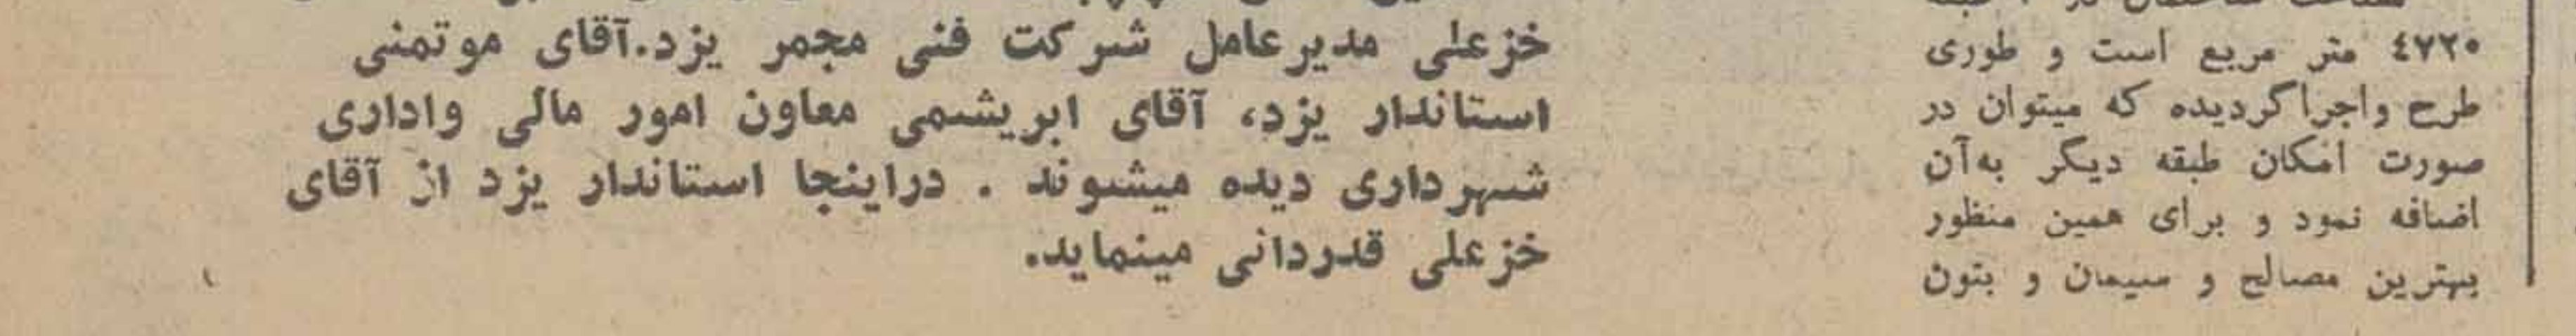 ۴۷۲۰ متر مربع است و طوری
طرح واجرا گردیده که میتوان در
صورت امکان طبقه دیگر به‌آن
اضافه نمود و برای همین منظور
بهترین مصالح و سیمان و بتون
خزعلی مدیرعامل شرکت فنی مجمر یزد.آقای موتمنی
استاندار یزد، آقای ابریشمی معاون امور مالی واداری
شهرداری دیده میشوند . دراینجا استاندار یزد از آقای
خزعلی قدردانی مینماید.